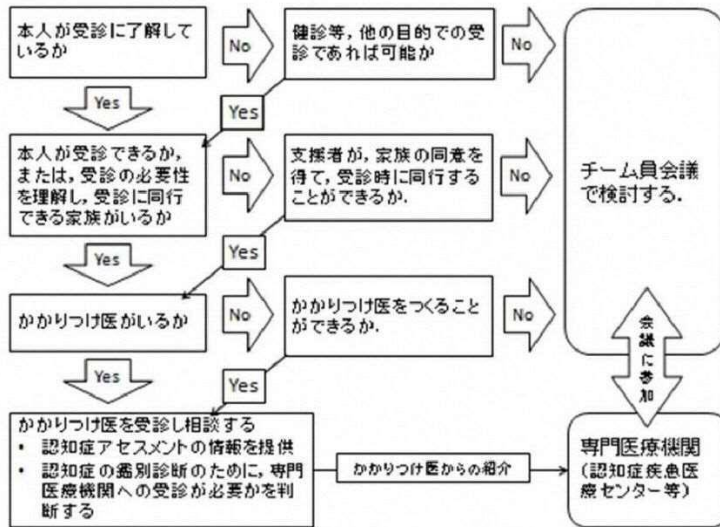 本人が受診に了解して
いるか
No
健診等，他の目的での受
診であれば可能か
No
Yes
Yes
本人が受診できるか，
または，受診の必要性
を理解し，受診に同行
できる家族がいるか
No
支援者が，家族の同意を
得て，受診時に同行する
ことができるか．
No
チーム員会議
で検討する．
Yes
Yes
かかりつけ医がいるか
No
かかりつけ医をつくること
ができるか．
No
会議に参加
Yes
Yes
かかりつけ医を受診し相談する
• 認知症アセスメントの情報を提供
• 認知症の鑑別診断のために，専門
医療機関への受診が必要かを判
断する
かかりつけ医からの紹介
専門医療機関
（認知症疾患医
療センター等）